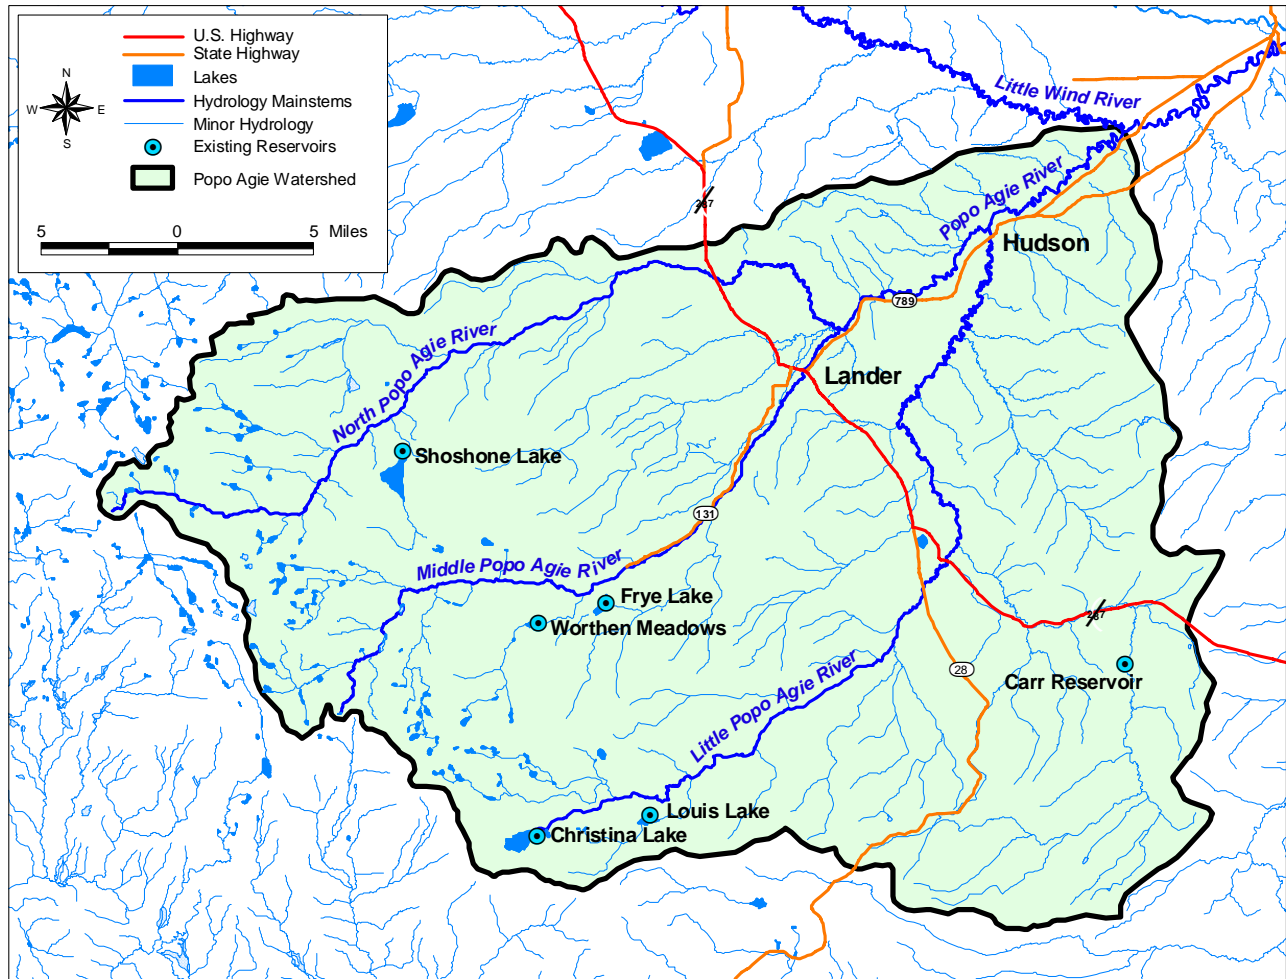 U.S. Highway
State Highway
Lakes
Hydrology Mainstems
Minor Hydrology
Existing Reservoirs
Popo Agie Watershed
N
W
E
S
5
0
5 Miles
287
Little Wind River
Popo Agie River
Hudson
789
North Popo Agie River
Lander
Shoshone Lake
131
Middle Popo Agie River
Frye Lake
Worthen Meadows
287
Little Popo Agie River
28
Carr Reservoir
Louis Lake
Christina Lake